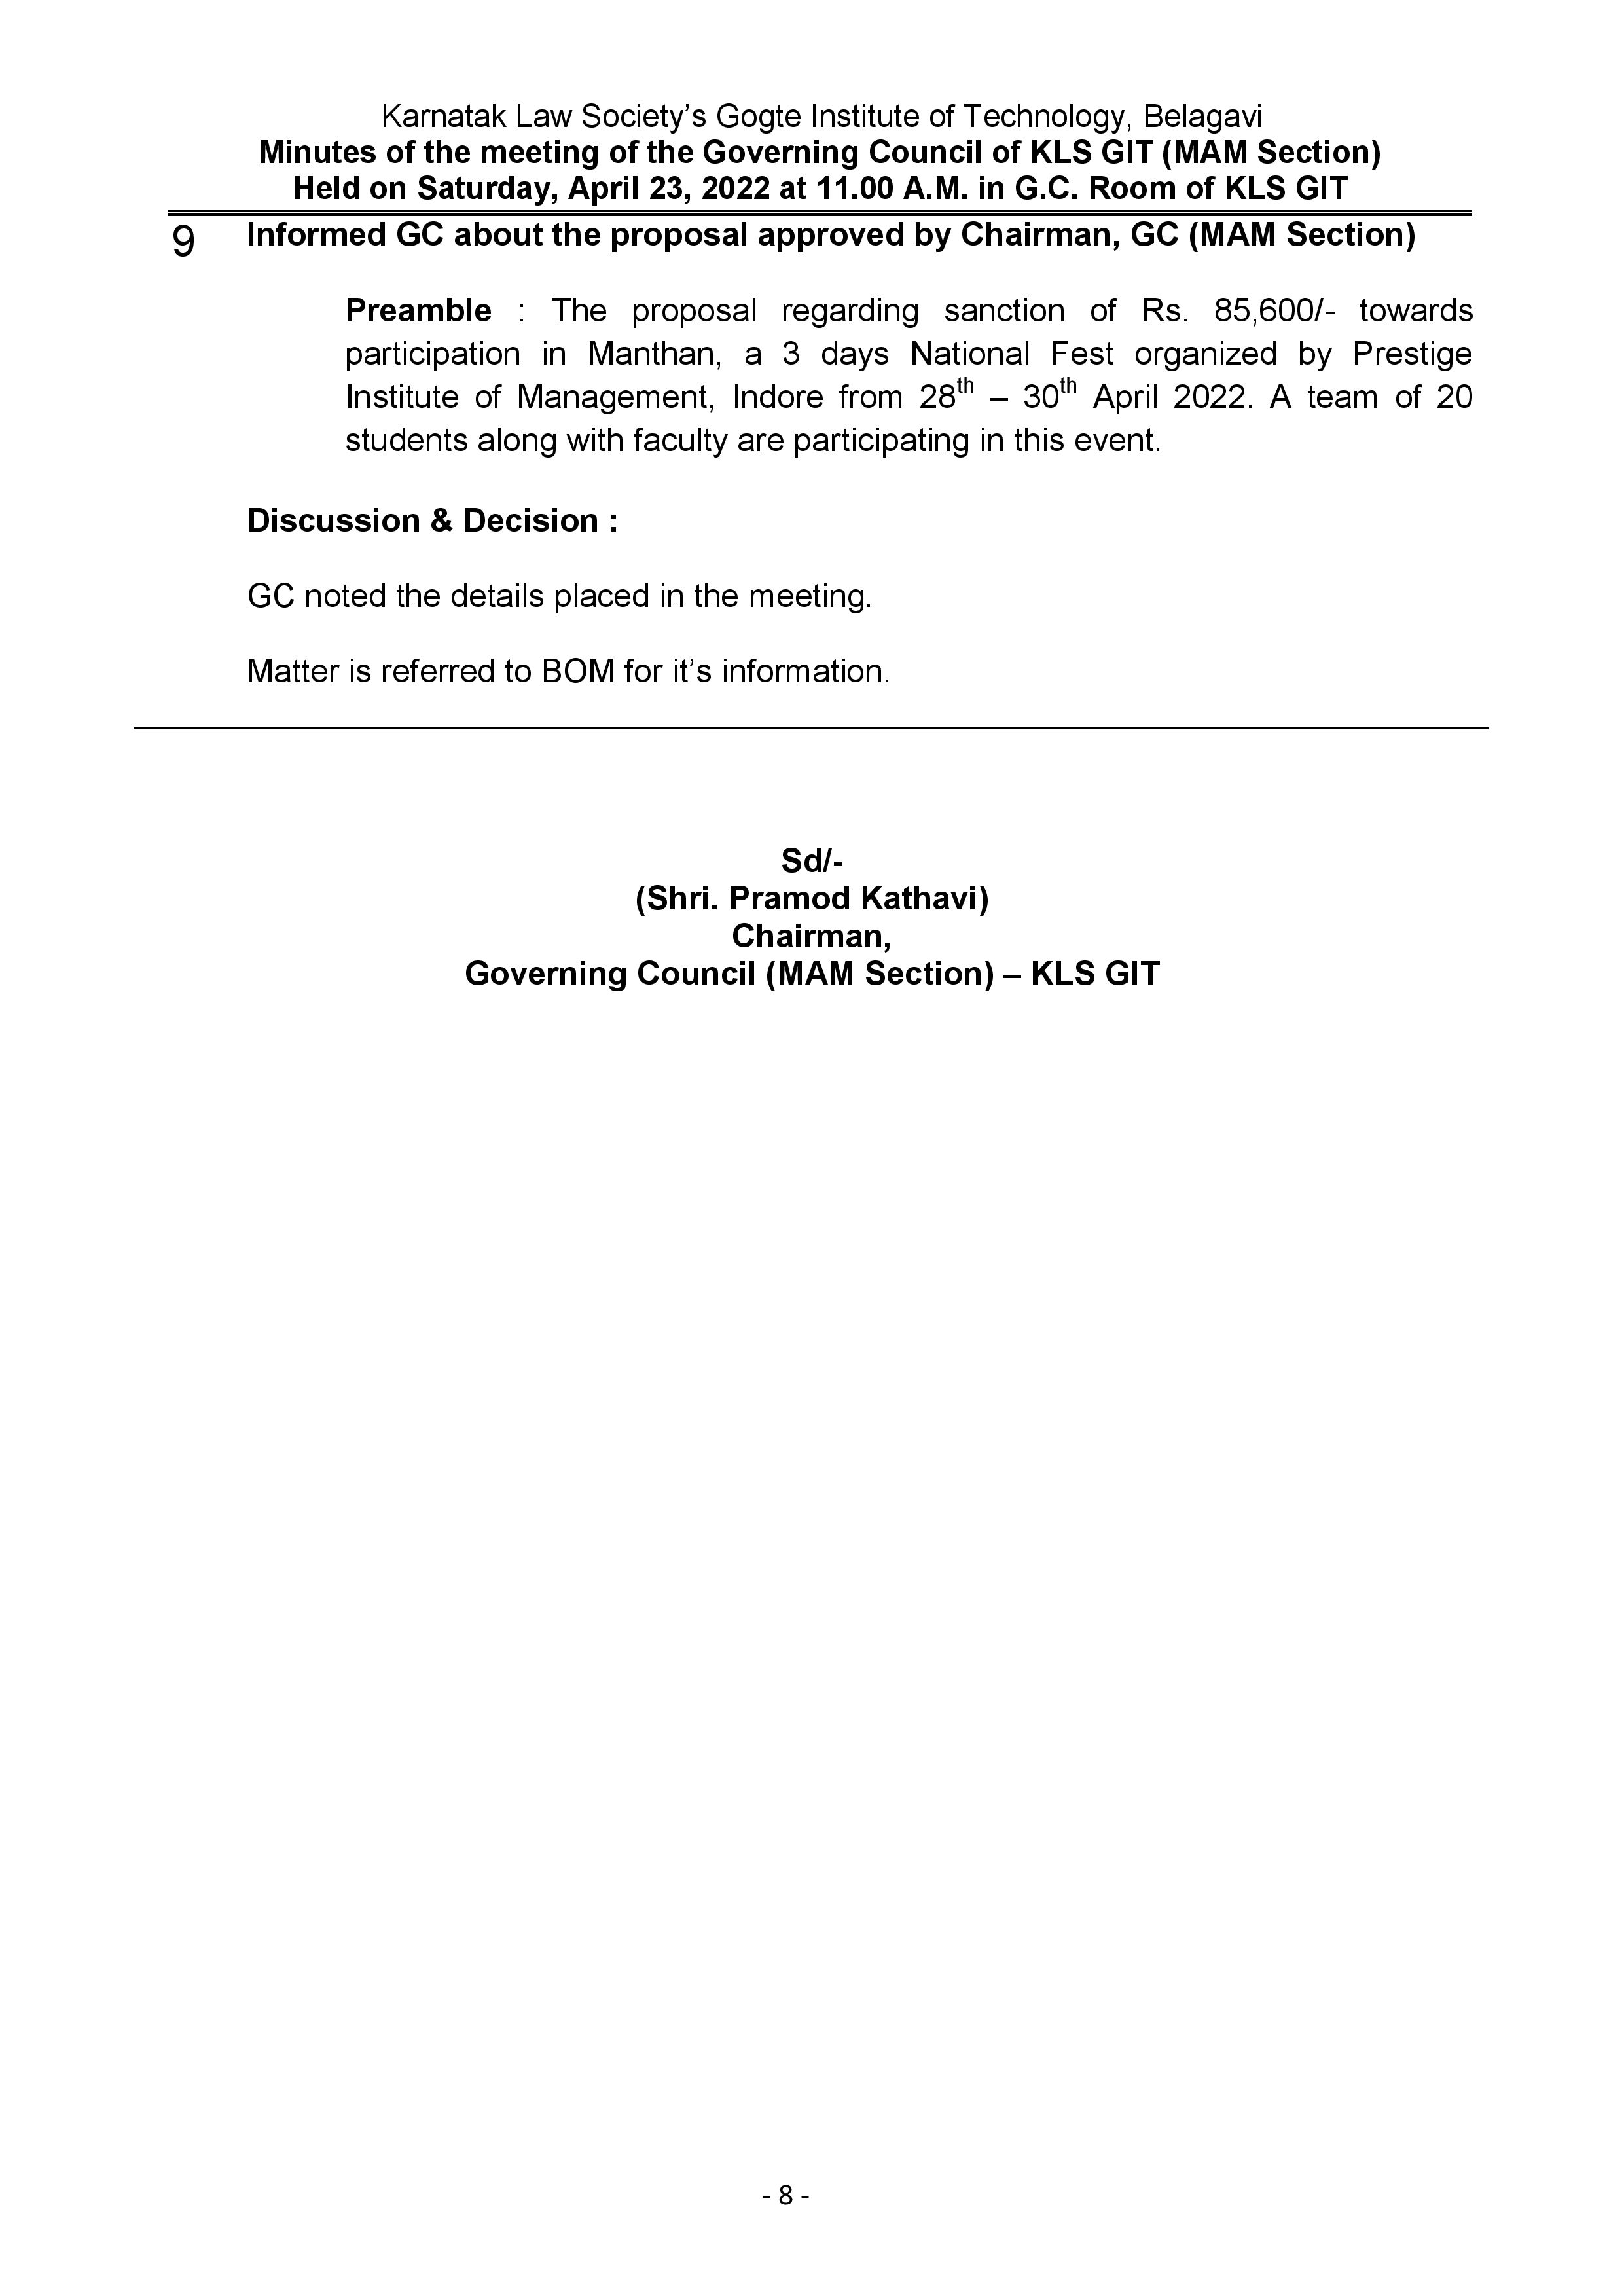 Karnatak Law Society’s Gogte Institute of Technology, Belagavi
Minutes of the meeting of the Governing Council of KLS GIT (MAM Section)
Held on Saturday, April 23, 2022 at 11.00 A.M. in G.C. Room of KLS GIT
9 Informed GC about the proposal approved by Chairman, GC (MAM Section)
Preamble : The proposal regarding sanction of Rs. 85,600/- towards
participation in Manthan, a 3 days National Fest organized by Prestige
Institute of Management, Indore from 28th – 30th April 2022. A team of 20
students along with faculty are participating in this event.
Discussion & Decision :
GC noted the details placed in the meeting.
Matter is referred to BOM for it’s information.
Sd/-
(Shri. Pramod Kathavi)
Chairman,
Governing Council (MAM Section) – KLS GIT
- 8 -